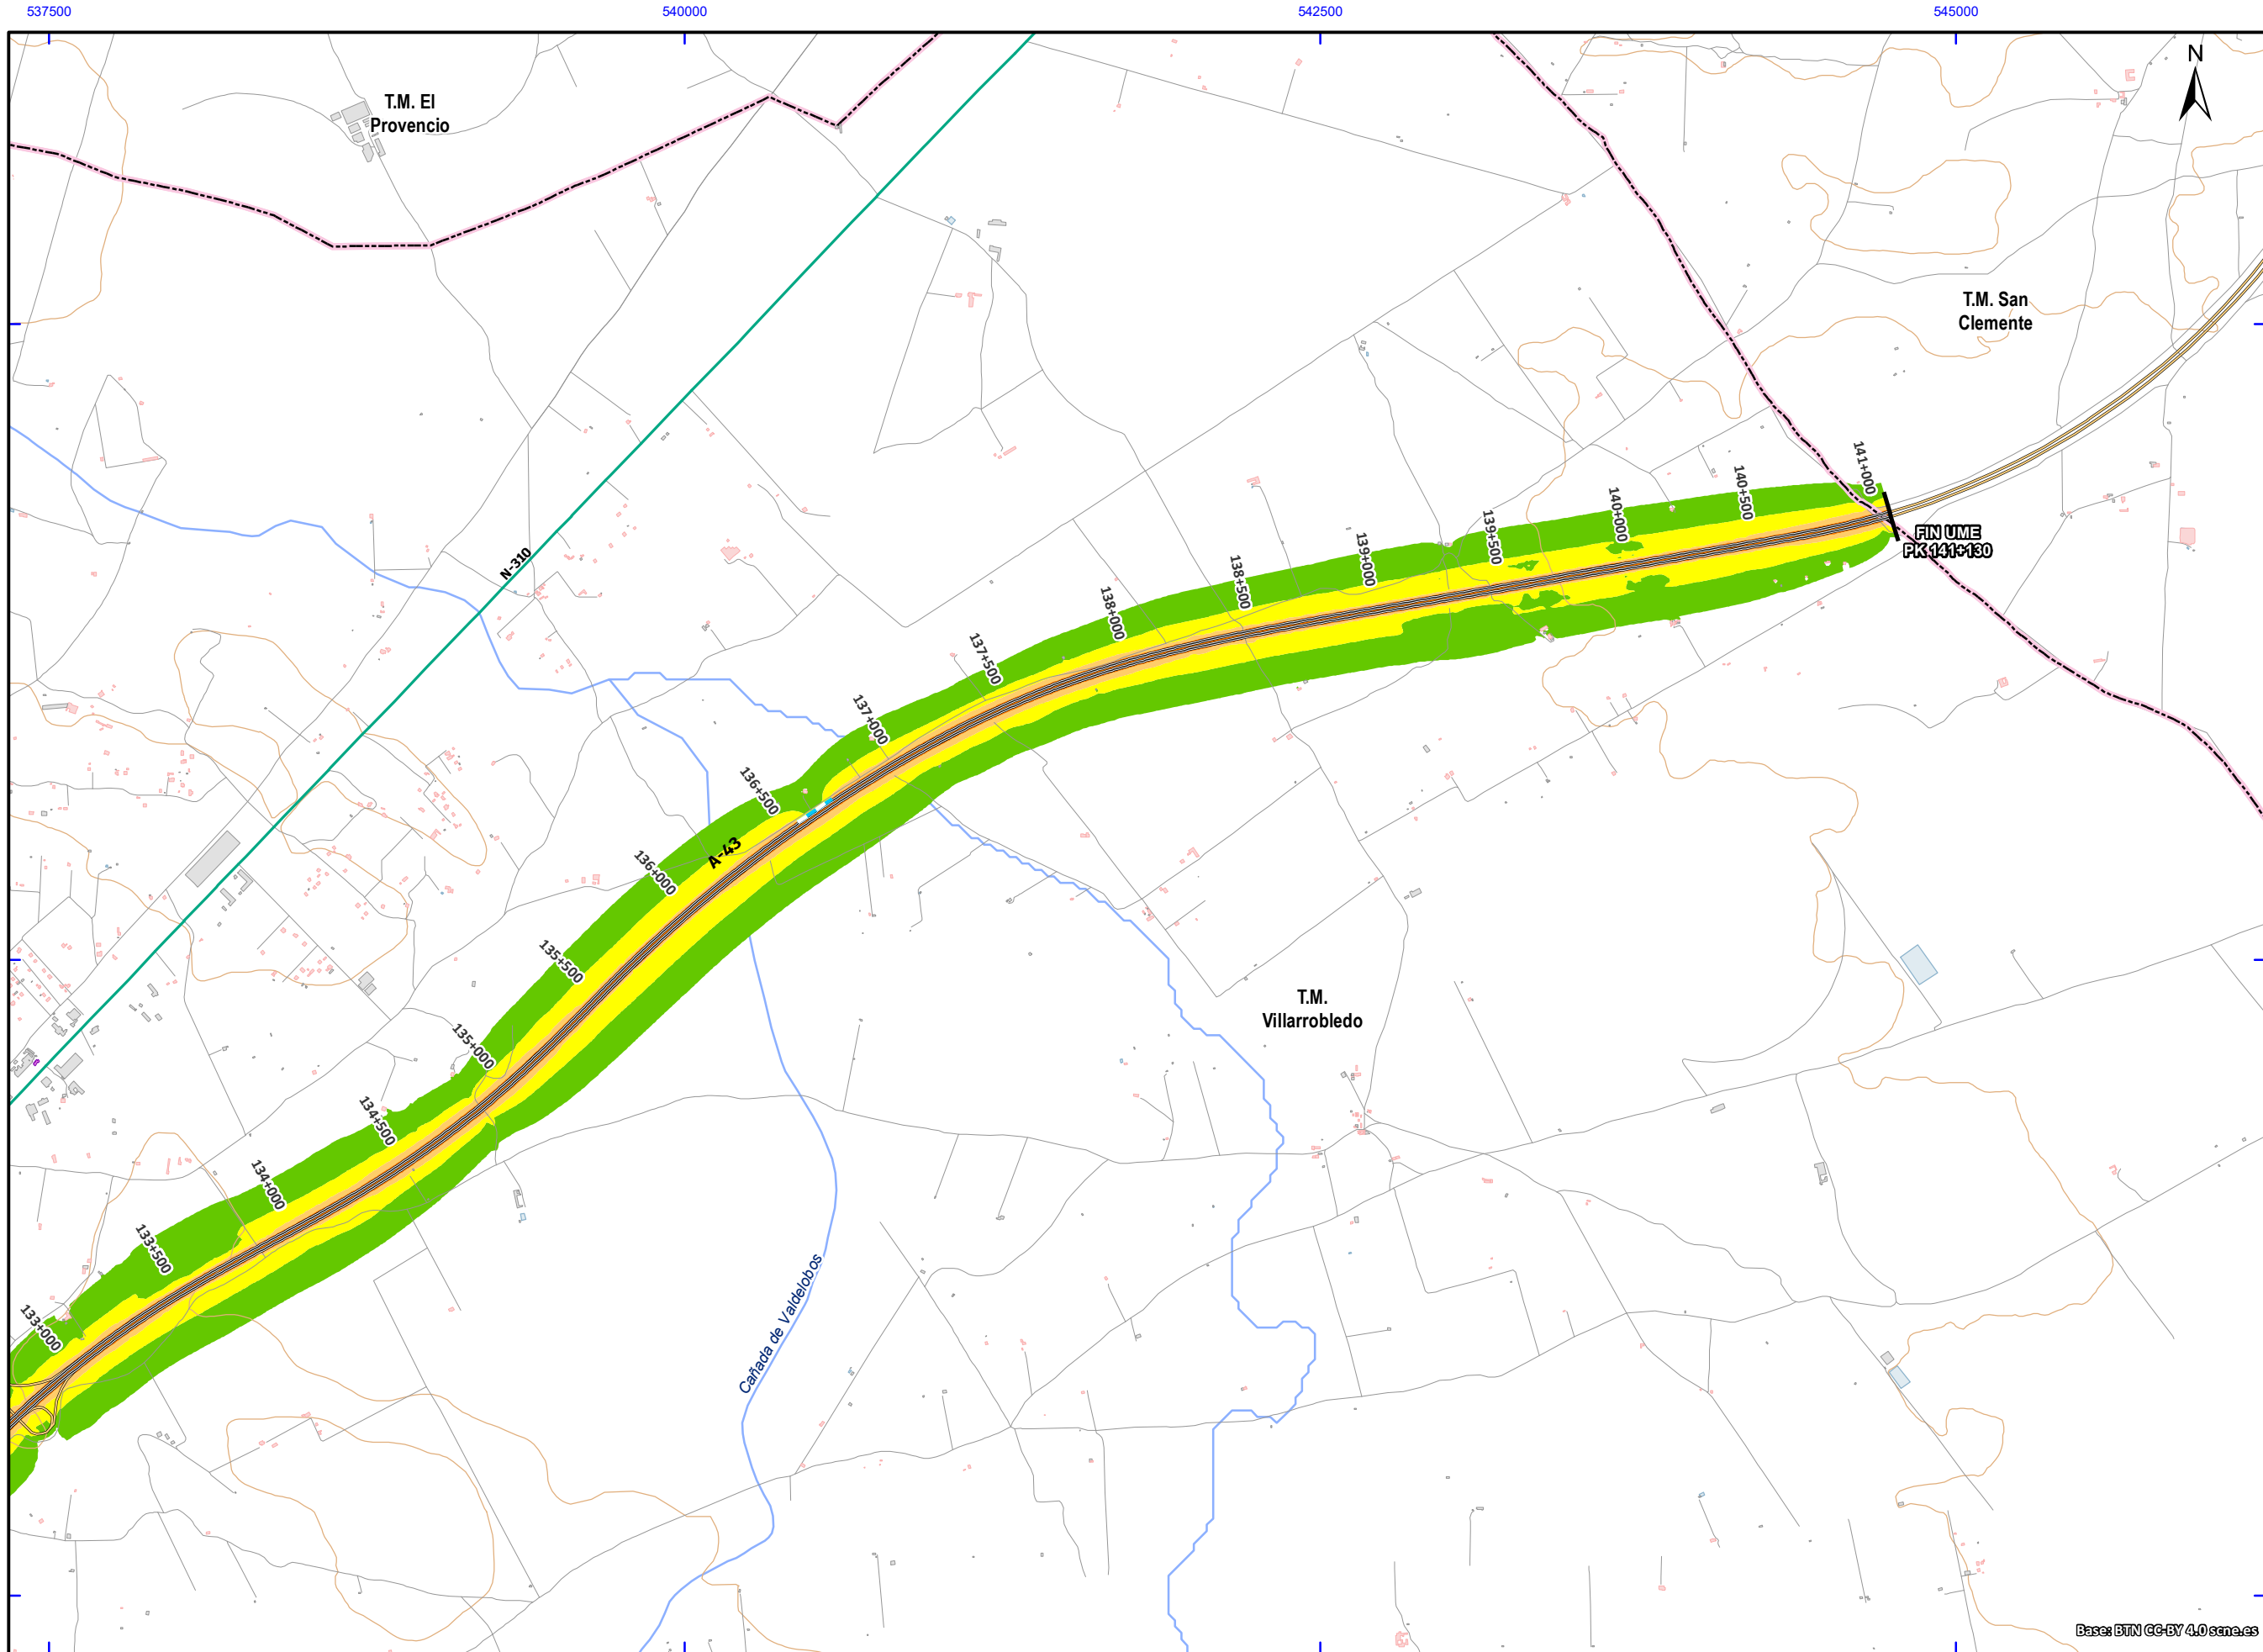 537500
540000
542500
545000
N
T.M. El
Provencio
T.M. San
Clemente
141+000
140+500
140+000
139+500
139+000
138+500
138+000
137+500
137+000
136+500
136+000
135+500
135+000
134+500
134+000
133+500
133+000
FIN UME
PK 141+130
N-310
A-43
T.M.
Villarrobledo
Cañada de Valdelobos
Base: BTN CC-BY 4.0 scne.es